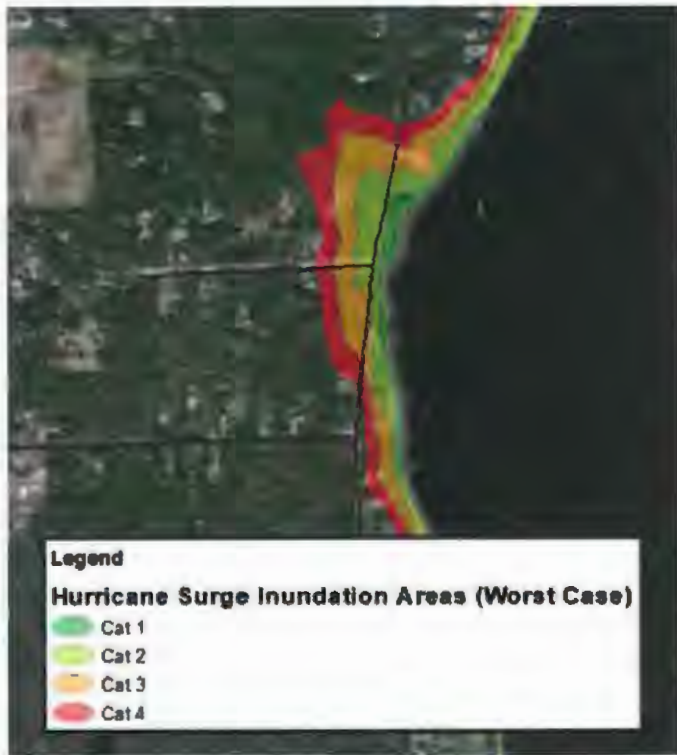 Legend
Hurricane Surge Inundation Areas (Worst Case)
Cat 1
Cat 2
Cat 3
Cat 4